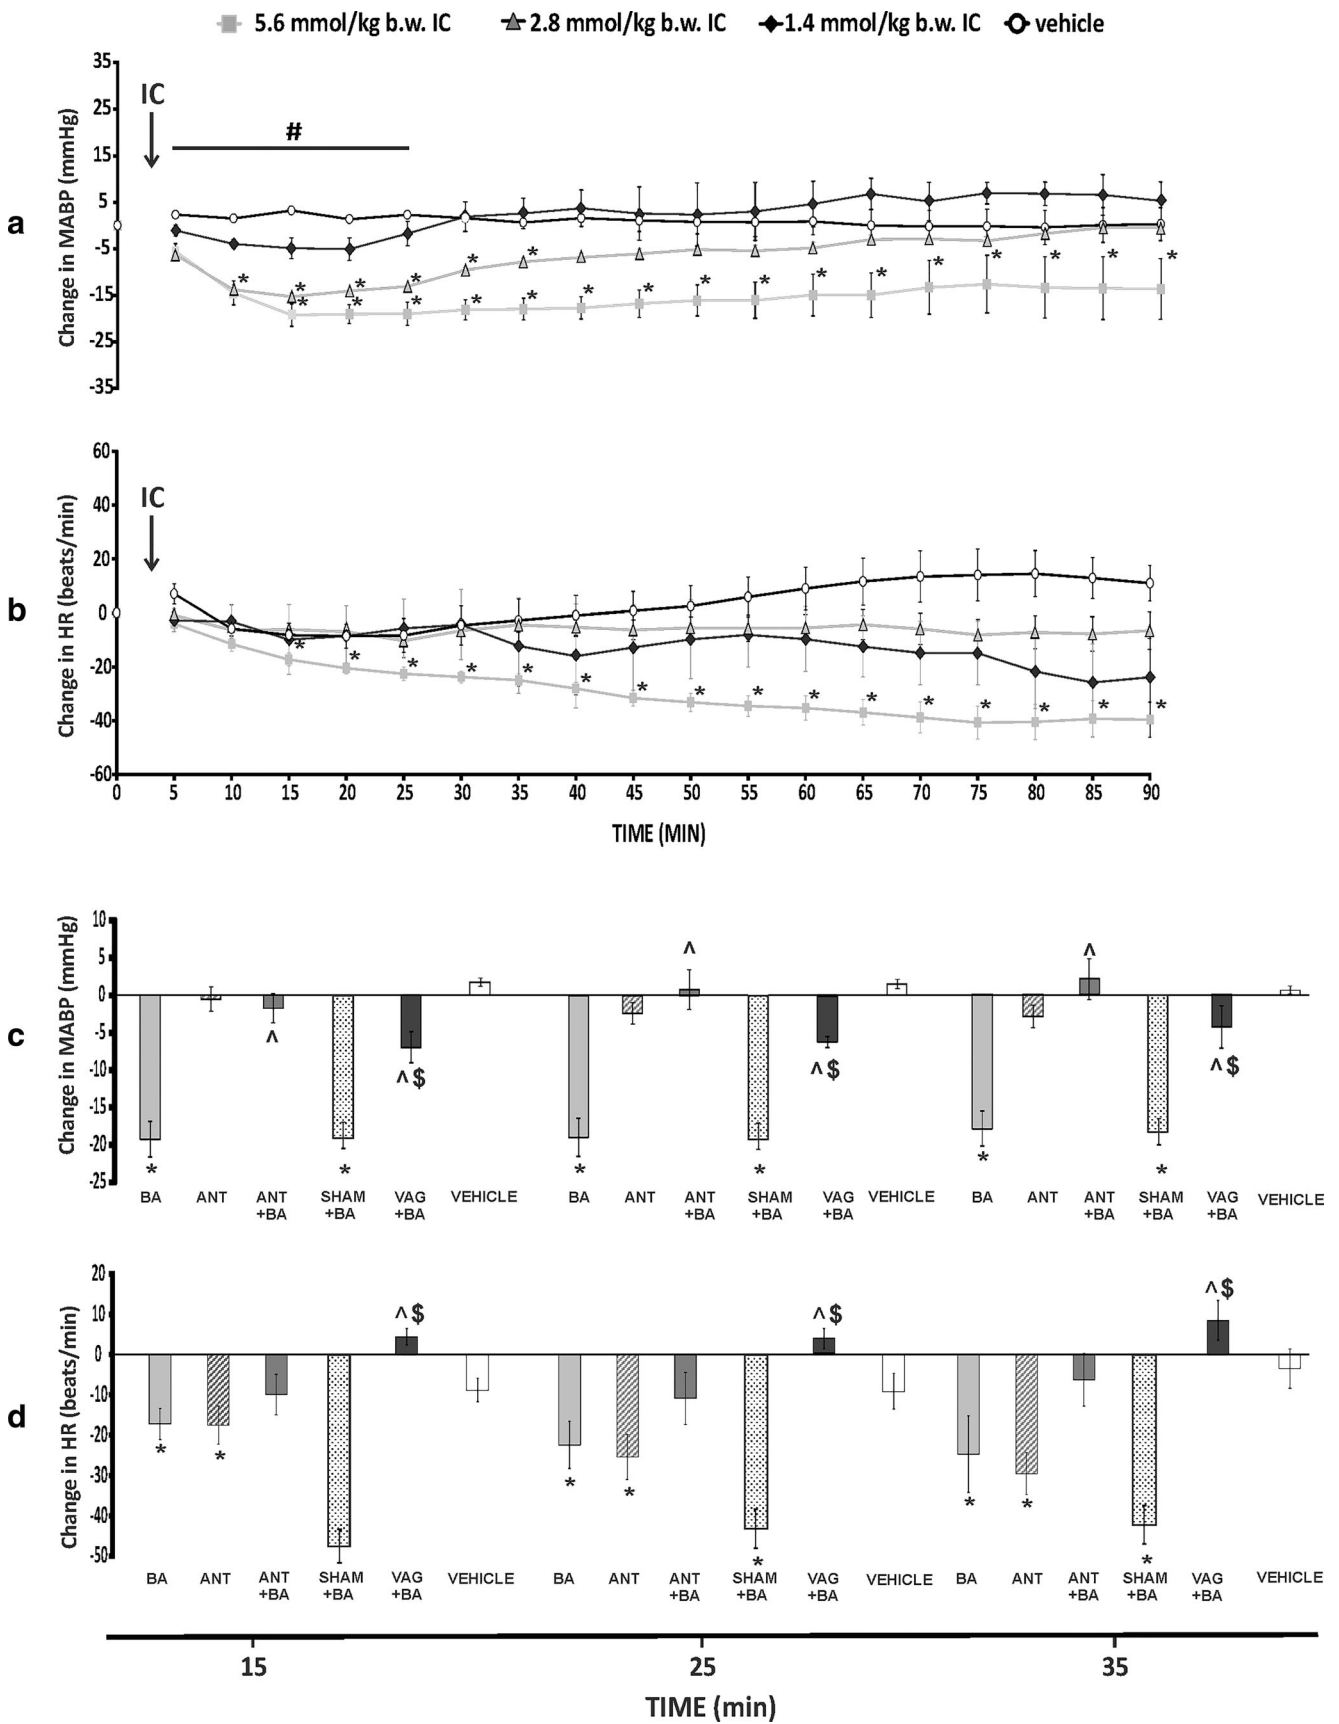 5.6 mmol/kg b.w. IC 2.8 mmol/kg b.w. IC 1.4 mmol/kg b.w. IC vehicle
a
Change in MABP (mmHg)
35
25
15
5
-5
-15
-25
-35
IC
#
* * * * * *
* * * * * * * * * * * * * * * *
b
Change in HR (beats/min)
60
40
20
0
-20
-40
-60
IC
* * * * * * * * * * * * * * * *
0 5 10 15 20 25 30 35 40 45 50 55 60 65 70 75 80 85 90
TIME (MIN)
c
Change in MABP (mmHg)
10
5
0
-5
-10
-15
-20
-25
^ ^
^ ^ $ ^ $ ^ $
* * * * * *
BA ANT ANT SHAM VAG VEHICLE BA ANT ANT SHAM VAG VEHICLE BA ANT ANT SHAM VAG VEHICLE
+BA +BA +BA +BA +BA +BA +BA +BA +BA
d
Change in HR (beats/min)
20
10
0
-10
-20
-30
-40
-50
^ $ ^ $ ^ $
* * * * * * * *
BA ANT ANT SHAM VAG VEHICLE BA ANT ANT SHAM VAG VEHICLE BA ANT ANT SHAM VAG VEHICLE
+BA +BA +BA +BA +BA +BA +BA +BA +BA
15 25 35
TIME (min)